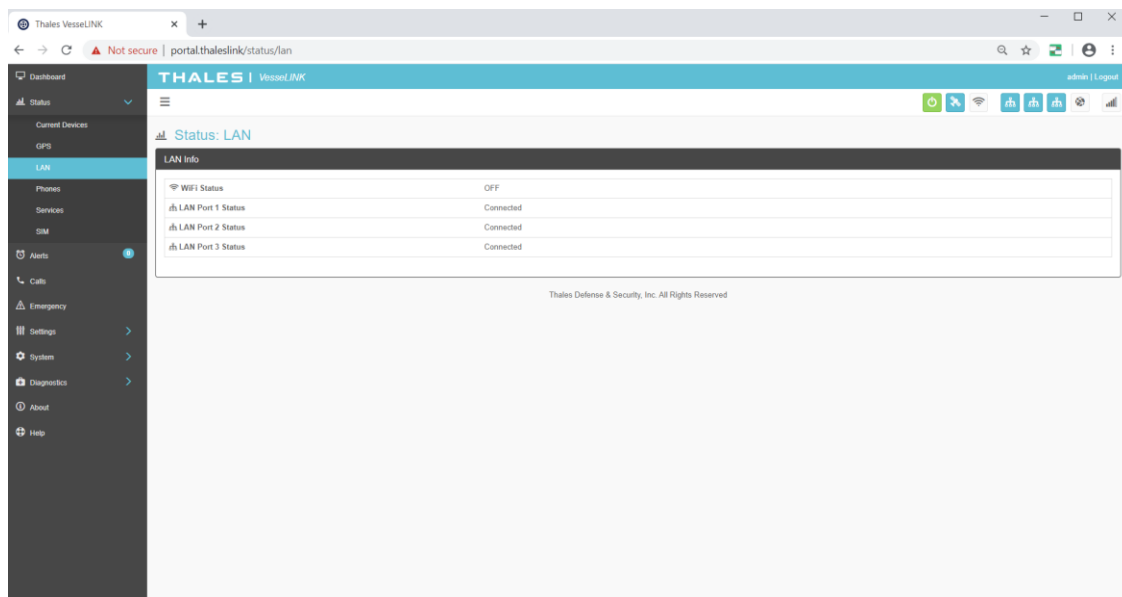 Thales VesseLINK
Not secure | portal.thaleslink/status/lan
Dashboard
Status
Current Devices
GPS
LAN
Phones
Services
SIM
Alerts 0
Calls
Emergency
Settings
System
Diagnostics
About
Help
THALES | VesseLINK
admin | Logout
Status: LAN
LAN Info
WiFi Status OFF
LAN Port 1 Status Connected
LAN Port 2 Status Connected
LAN Port 3 Status Connected
Thales Defense & Security, Inc. All Rights Reserved